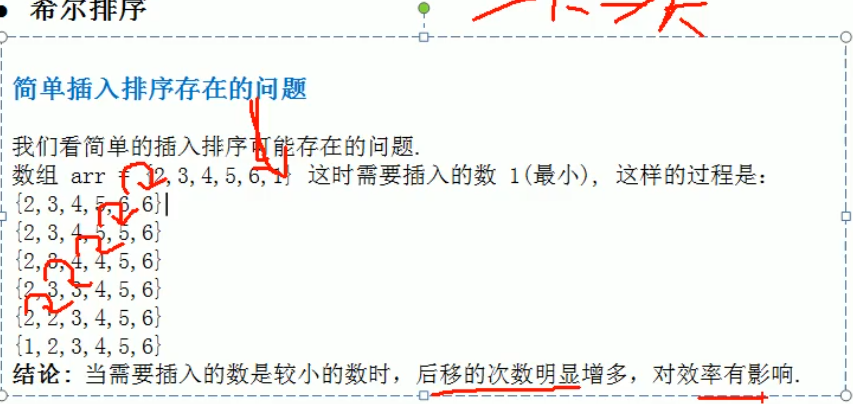 ● 希尔排序
简单插入排序存在的问题
我们看简单的插入排序可能存在的问题.
数组 arr = {2,3,4,5,6,1} 这时需要插入的数 1(最小), 这样的过程是：
{2,3,4,5,6,6}
{2,3,4,5,5,6}
{2,3,4,4,5,6}
{2,3,3,4,5,6}
{2,2,3,4,5,6}
{1,2,3,4,5,6}
结论: 当需要插入的数是较小的数时，后移的次数明显增多，对效率有影响.